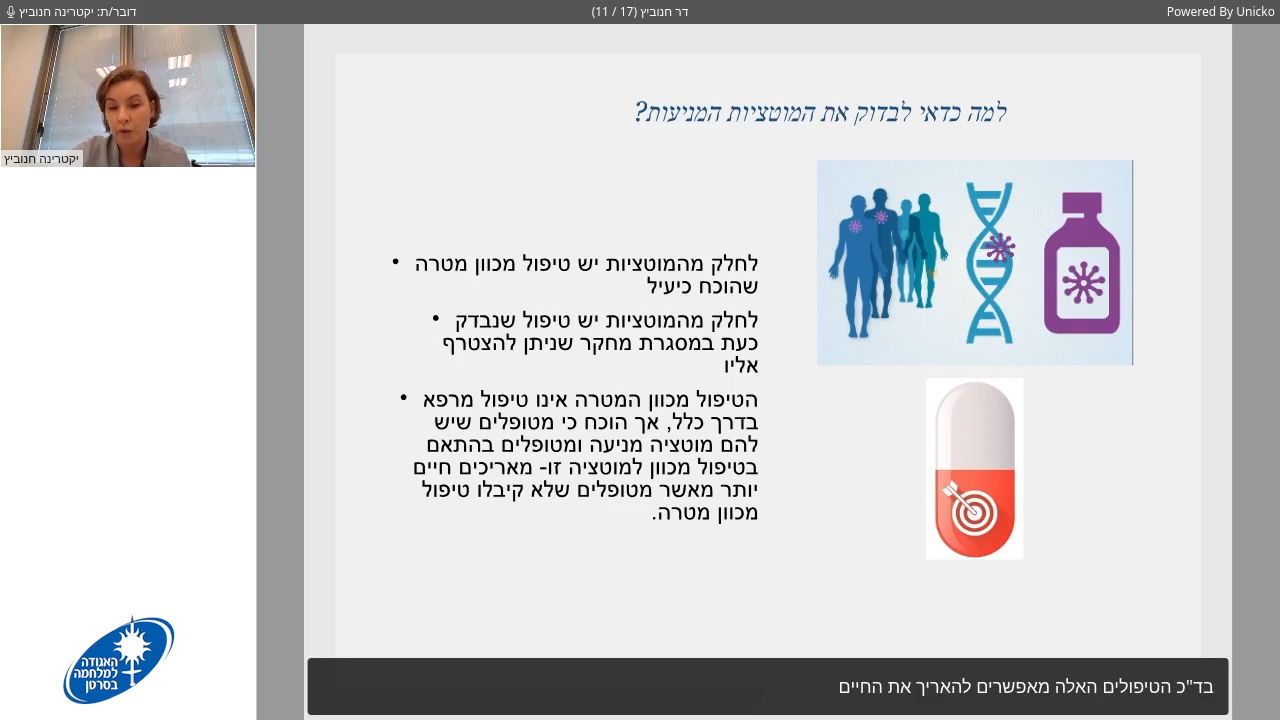 דובר/ת: יקטרינה חנוביץ
דר חנוביץ (17 / 11)
Powered By Unicko
יקטרינה חנוביץ
למה כדאי לבדוק את המוטציות המניעות?
• לחלק מהמוטציות יש טיפול מכוון מטרה
שהוכח כיעיל
• לחלק מהמוטציות יש טיפול שנבדק
כעת במסגרת מחקר שניתן להצטרף
אליו
• הטיפול מכוון המטרה אינו טיפול מרפא
בדרך כלל, אך הוכח כי מטופלים שיש
להם מוטציה מניעה ומטופלים בהתאם
בטיפול מכוון למוטציה זו- מאריכים חיים
יותר מאשר מטופלים שלא קיבלו טיפול
מכוון מטרה.
האגודה
למלחמה
בסרטן
בד"כ הטיפולים האלה מאפשרים להאריך את החיים